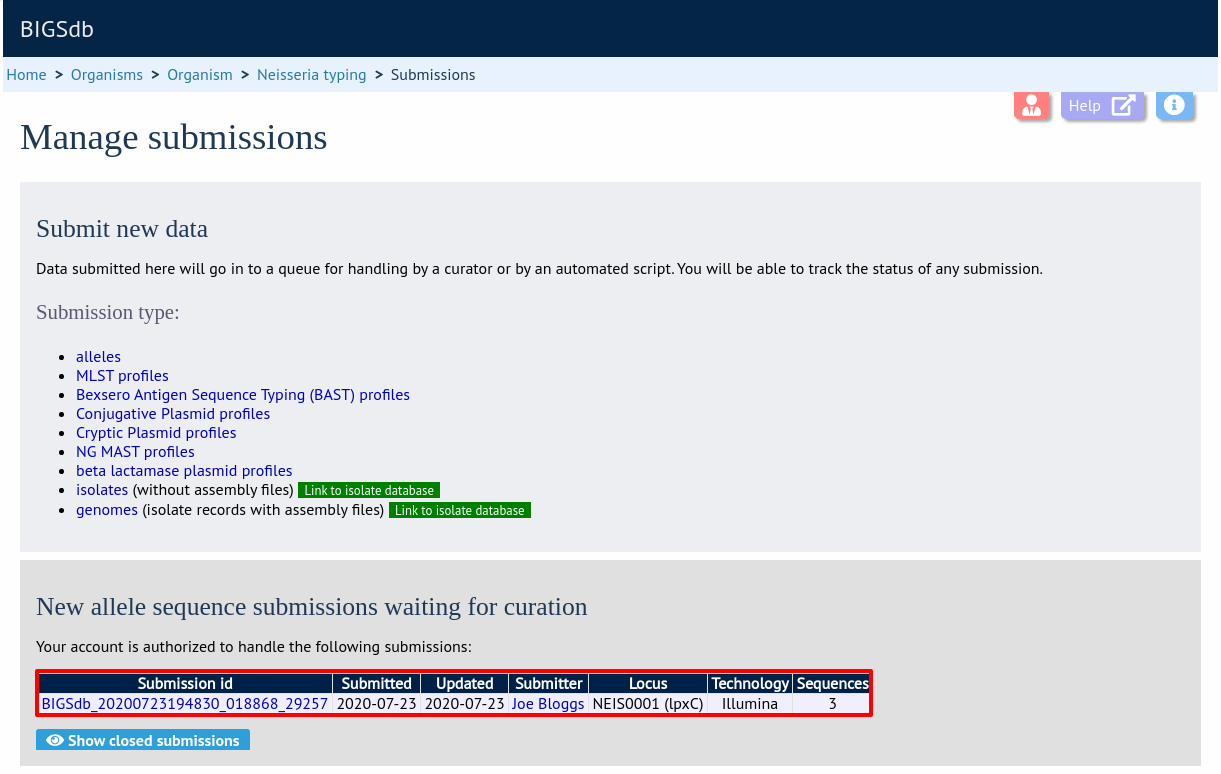 BIGSdb
Home > Organisms > Organism > Neisseria typing > Submissions
Help
Manage submissions
Submit new data
Data submitted here will go in to a queue for handling by a curator or by an automated script. You will be able to track the status of any submission.
Submission type:
• alleles
• MLST profiles
• Bexsero Antigen Sequence Typing (BAST) profiles
• Conjugative Plasmid profiles
• Cryptic Plasmid profiles
• NG MAST profiles
• beta lactamase plasmid profiles
• isolates (without assembly files) Link to isolate database
• genomes (isolate records with assembly files) Link to isolate database
New allele sequence submissions waiting for curation
Your account is authorized to handle the following submissions:
Submission id Submitted Updated Submitter Locus Technology Sequences
BIGSdb_20200723194830_018868_29257 2020-07-23 2020-07-23 Joe Bloggs NEIS0001 (lpxC) Illumina 3
Show closed submissions